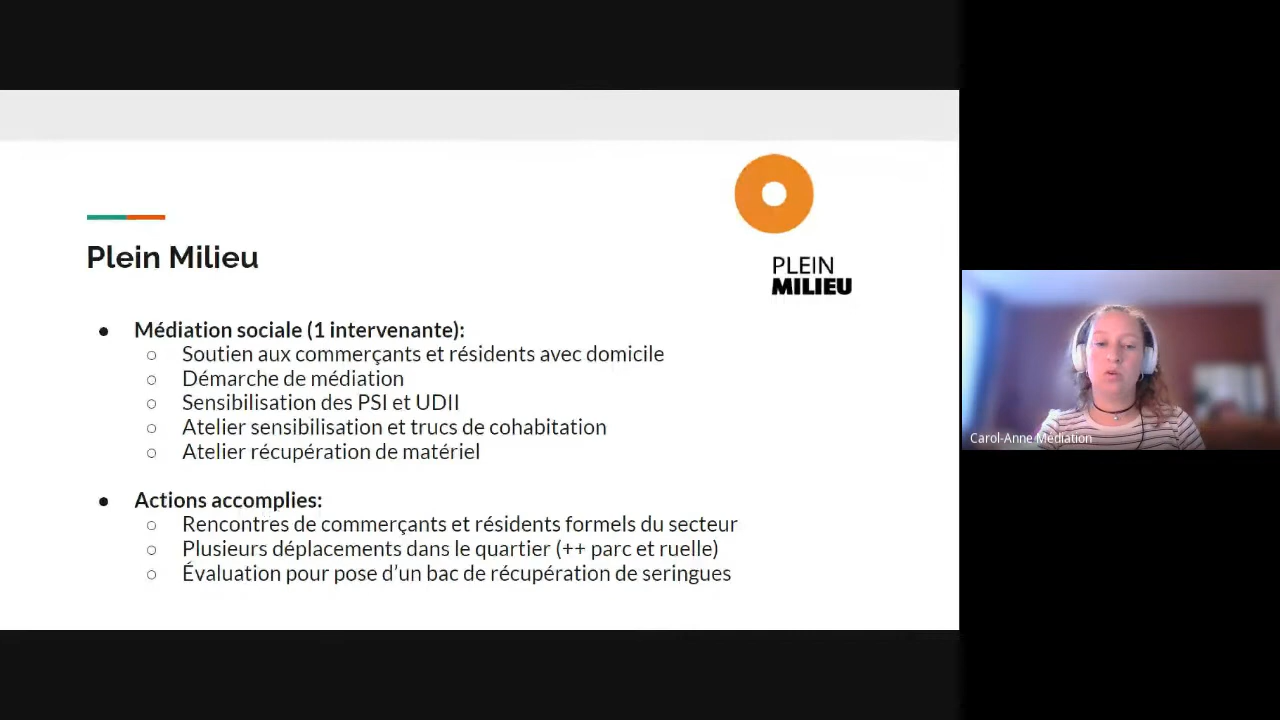 PLEIN
MILIEU
Plein Milieu
● Médiation sociale (1 intervenante):
○ Soutien aux commerçants et résidents avec domicile
○ Démarche de médiation
○ Sensibilisation des PSI et UDII
○ Atelier sensibilisation et trucs de cohabitation
○ Atelier récupération de matériel
● Actions accomplies:
○ Rencontres de commerçants et résidents formels du secteur
○ Plusieurs déplacements dans le quartier (++ parc et ruelle)
○ Évaluation pour pose d’un bac de récupération de seringues
Carol-Anne Médiation